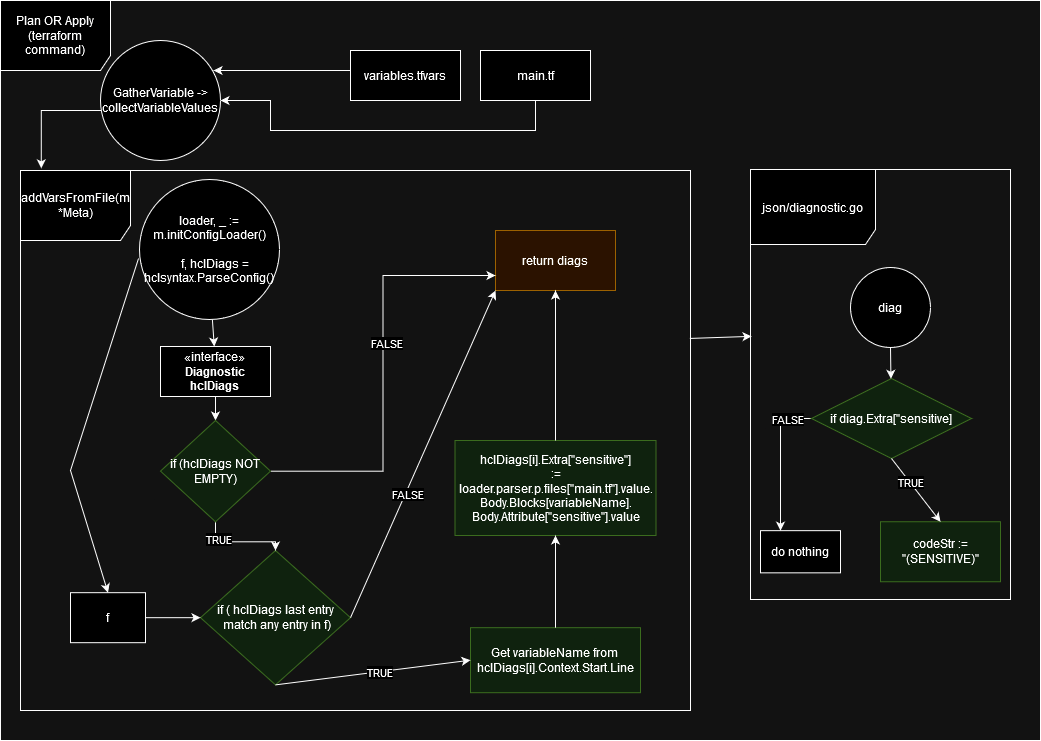 Plan OR Apply
(terraform
command)
GatherVariable ->
collectVariableValues
variables.tfvars
main.tf
addVarsFromFile(m
*Meta)
loader, _ :=
m.initConfigLoader()
f, hclDiags =
hclsyntax.ParseConfig()
«interface»
Diagnostic
hclDiags
if (hclDiags NOT
EMPTY)
FALSE
TRUE
f
if ( hclDiags last entry
match any entry in f)
FALSE
TRUE
Get variableName from
hclDiags[i].Context.Start.Line
hclDiags[i].Extra["sensitive"]
:=
loader.parser.p.files["main.tf"].value.
Body.Blocks[variableName].
Body.Attribute["sensitive"].value
return diags
json/diagnostic.go
diag
if diag.Extra["sensitive]
FALSE
TRUE
do nothing
codeStr :=
"(SENSITIVE)"